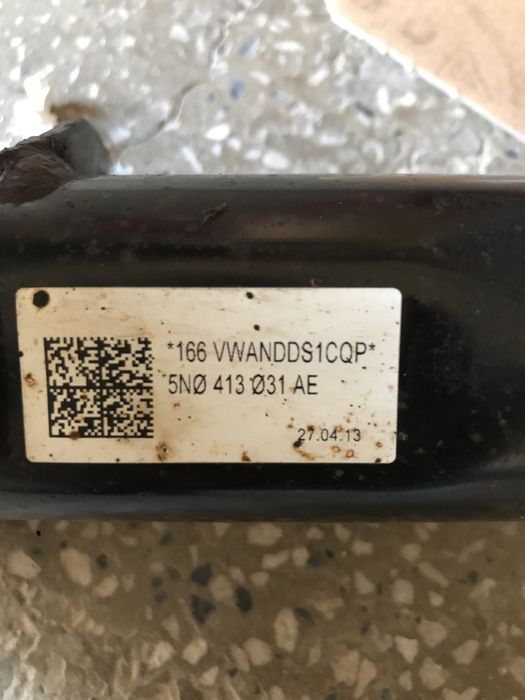 *166 VWANDDS1CQP*
5NØ 413 Ø31 AE
27.04.13